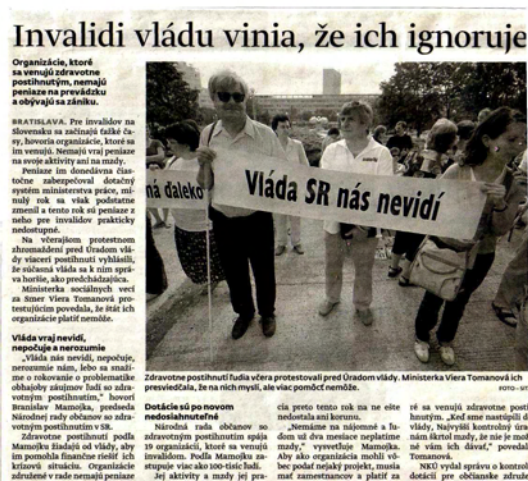 Invalidi vládu vinia, že ich ignoruje
Organizácie, ktoré
sa venujú zdravotne
postihnutým, nemajú
peniaze na prevádzku
a obývajú sa zániku.
BRATISLAVA. Pre invalidov na
Slovensku sa začínajú ťažké ča-
sy, hovoria organizácie, ktoré sa
im venujú. Nemajú vraj peniaze
na svoje aktivity ani na mzdy.
Peniaze im donedávna čias-
točne zabezpečoval dotačný
systém ministerstva práce, mi-
nulý rok sa však podstatne
zmenil a tento rok sú peniaze z
neho pre invalidov prakticky
nedostupné.
Na včerajšom protestnom
zhromaždení pred Úradom vlá-
dy viacerí postihnutí vyhlásili,
že súčasná vláda sa k nim sprá-
va horšie, ako predchádzajúca.
Ministerka sociálnych vecí
za Smer Viera Tomanová pro-
testujúcim povedala, že štát ich
organizácie platiť nemôže.
Vláda vraj nevidí,
nepočuje a nerozumie
„Vláda nás nevidí, nepočuje,
nerozumie nám, lebo sa snaží-
me o rokovanie o problematike
obhajoby záujmov ľudí so zdra-
votným postihnutím,“ hovorí
Branislav Mamojka, predseda
Národnej rady občanov so zdra-
votným postihnutím v SR.
Zdravotne postihnutí podľa
Mamojku žiadajú od vlády, aby
im pomohla finančne riešiť ich
krízovú situáciu. Organizácie
združené v rade nemajú peniaze
ná ďaleko
Vláda SR nás nevidí
Zdravotne postihnutí ľudia včera protestovali pred Úradom vlády. Ministerka Viera Tomanová ich
presviedčala, že na nich myslí, ale viac pomôcť nemôže.
FOTO –
Dotácie sú po novom
nedosiahnuteľné
Národná rada občanov so
zdravotným postihnutím spája
19 organizácií, ktoré sa venujú
invalidom. Podľa Mamojku za-
stupuje viac ako 100-tisíc ľudí.
Jej aktivity a mzdy jej pra-
cia preto tento rok na ne ešte
nedostala ani korunu.
„Nemáme na nájomné a ľu-
ďom už dva mesiace neplatíme
mzdy,“ vysvetľuje Mamojka.
Aby ako organizácia mohli vô-
bec podať nejaký projekt, musia
mať zamestnancov a platiť za
ré sa venujú zdravotne posti
hnutým. „Keď sme nastúpili d
vlády, Najvyšší kontrolný úra
nám škrtol mzdy, že nie je mož
né vám ich dávať,“ povedal
Tomanová.
NKÚ vydal správu o kontrol
dotácií pre občianske združe